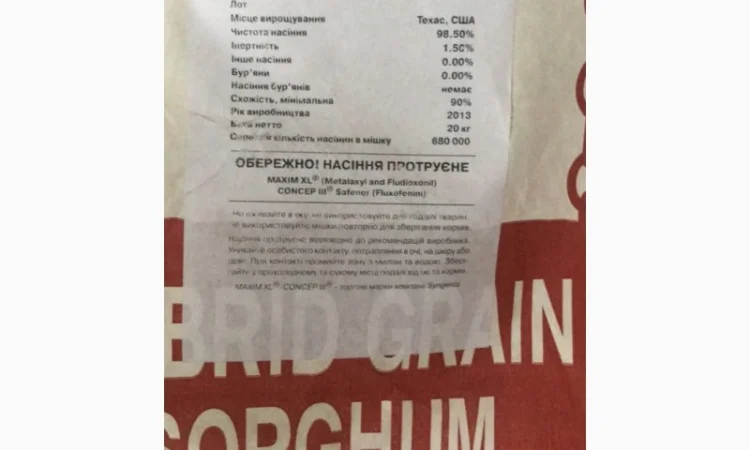 Лот
Місце вирощування Техас, США
Чистота насіння 98.50%
Інертність 1.50%
Інше насіння 0.00%
Бур'яни 0.00%
Насіння бур'янів немає
Схожість, мінімальна 90%
Рік виробництва 2013
Вага нетто 20 кг
кількість насінин в мішку 680 000
ОБЕРЕЖНО! НАСІННЯ ПРОТРУЄНЕ
MAXIM XL® (Metalaxyl and Fludioxonil)
CONCEP III® Safener (Fluxofenim)
не використовуйте для годівлі тварин.
Не використовуйте мішки повторно для зберігання кормів.
Насіння протруєне відповідно до рекомендацій виробника.
Уникайте особистого контакту, потрапляння в очі, на шкіру або
одяг. При контакті промийте зону з милом та водою. Зберi-
гайте у прохолодному та сухому місці подалі від їжі та кормів.
MAXIM XL®, CONCEP III® – торгові марки компанії Syngenta
BRID GRAIN
SORGHUM